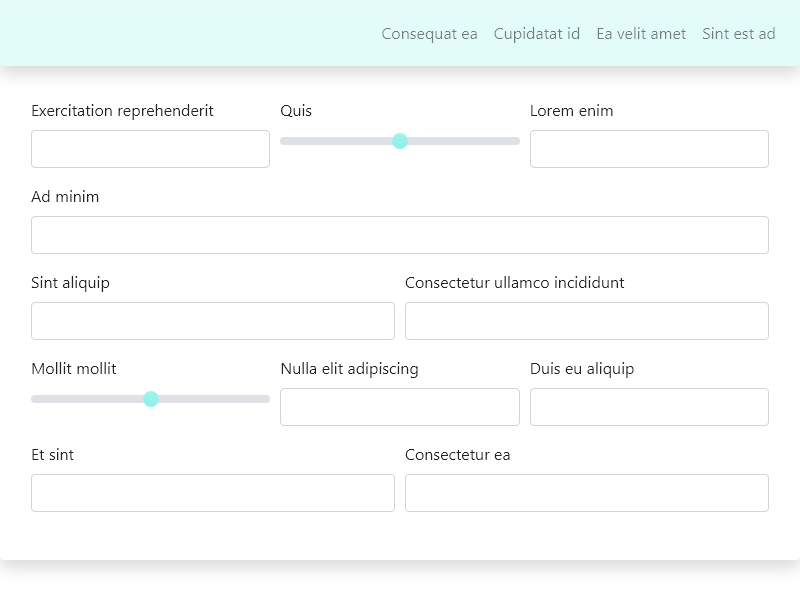 Consequat ea Cupidatat id Ea velit amet Sint est ad
Exercitation reprehenderit Quis Lorem enim
Ad minim
Sint aliquip Consectetur ullamco incididunt
Mollit mollit Nulla elit adipiscing Duis eu aliquip
Et sint Consectetur ea